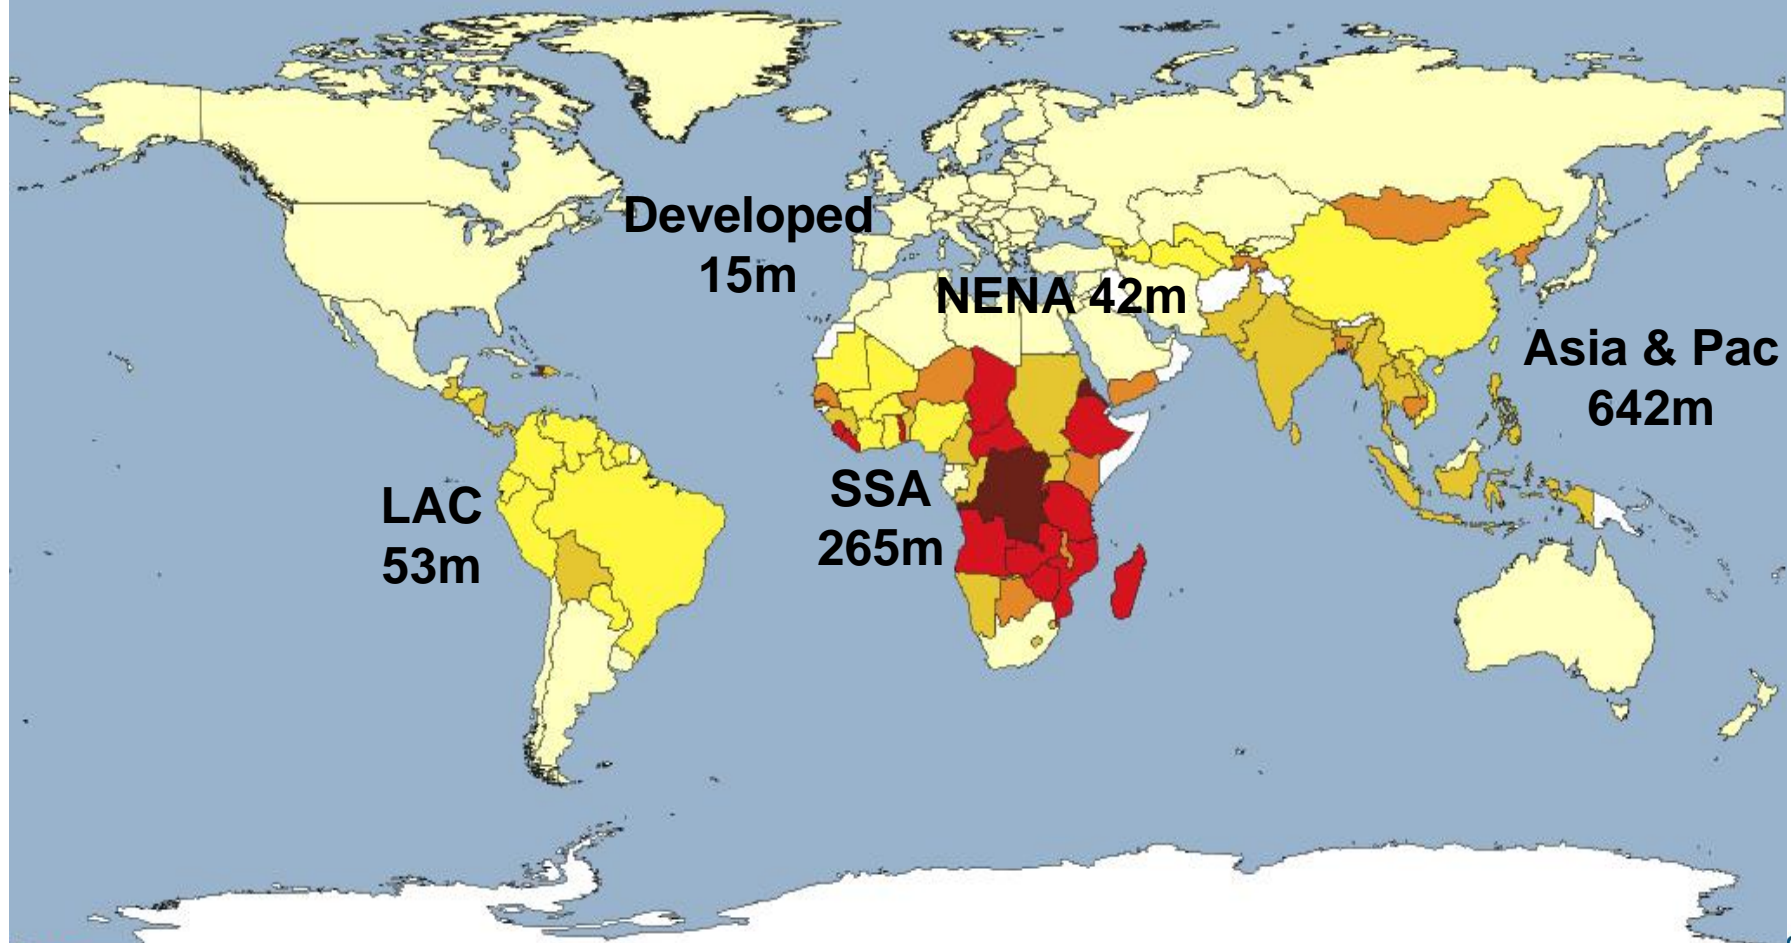 Developed
15m
NENA 42m
Asia & Pac
642m
LAC
53m
SSA
265m